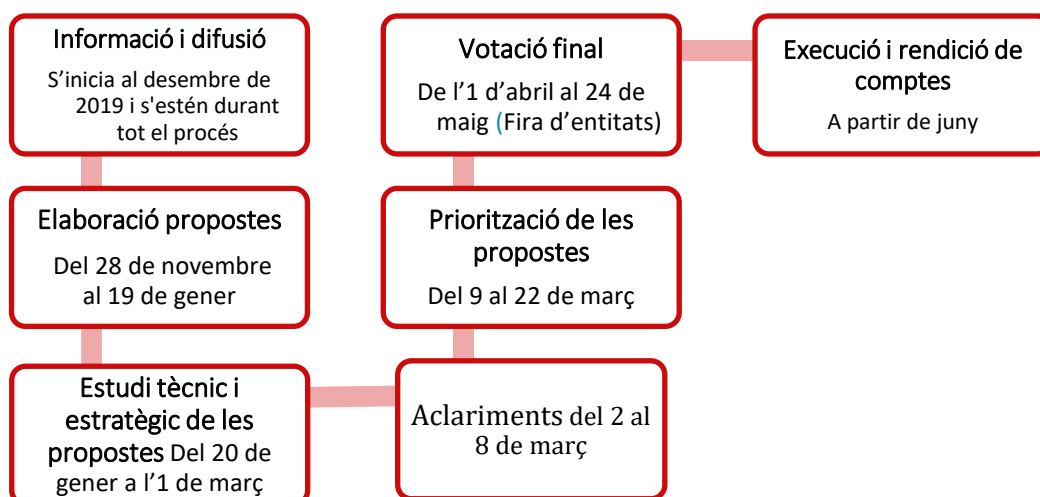 Informació i difusió
S’inicia al desembre de
2019 i s'estén durant
tot el procés
Elaboració propostes
Del 28 de novembre
al 19 de gener
Estudi tècnic i
estratègic de les
propostes Del 20 de
gener a l’1 de març
Aclariments del 2 al
8 de març
Priorització de les
propostes
Del 9 al 22 de març
Votació final
De l’1 d’abril al 24 de
maig (Fira d’entitats)
Execució i rendició de
comptes
A partir de juny